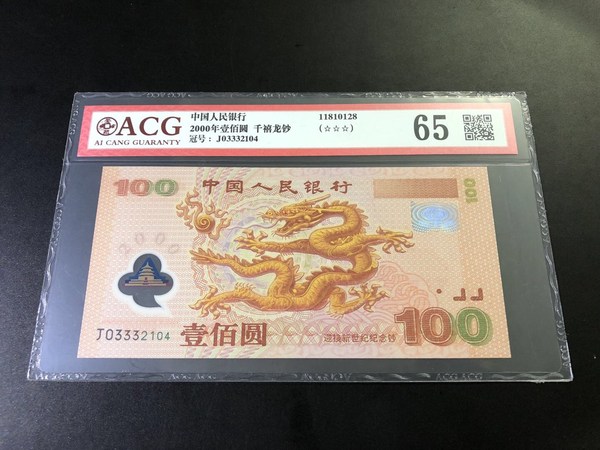 ACG
AI CANG GUARANTY
中国人民银行
2000年壹佰圆 千禧龙钞
冠号：J03332104
11810128
(☆☆☆)
65
100 中国人民银行
100
2000
J03332104
壹佰圆
迎接新世纪纪念钞
100